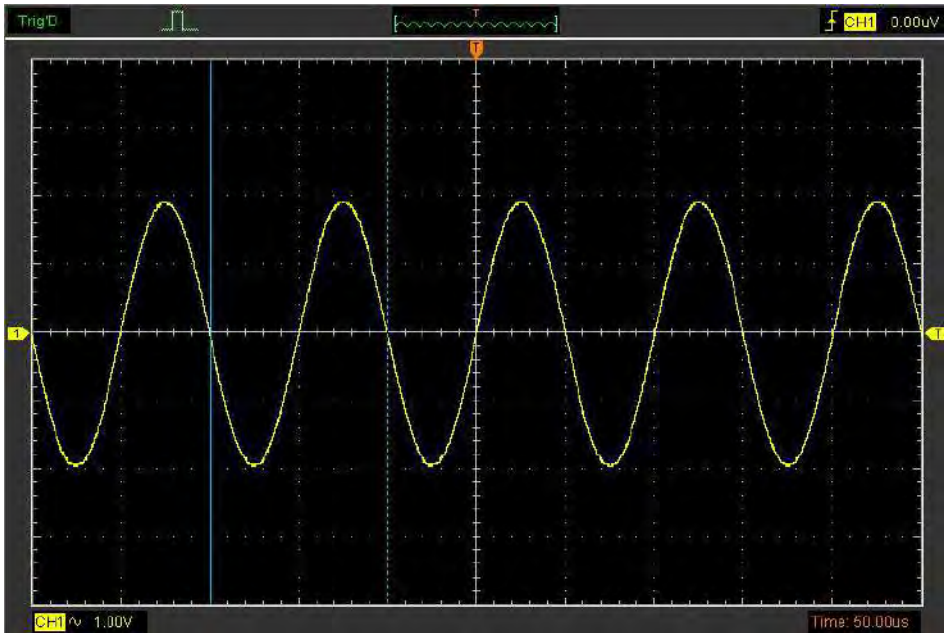 Trig'D
T
CH1 0.00uV
T
1
T
CH1 ∿ 1.00V
Time: 50.00us